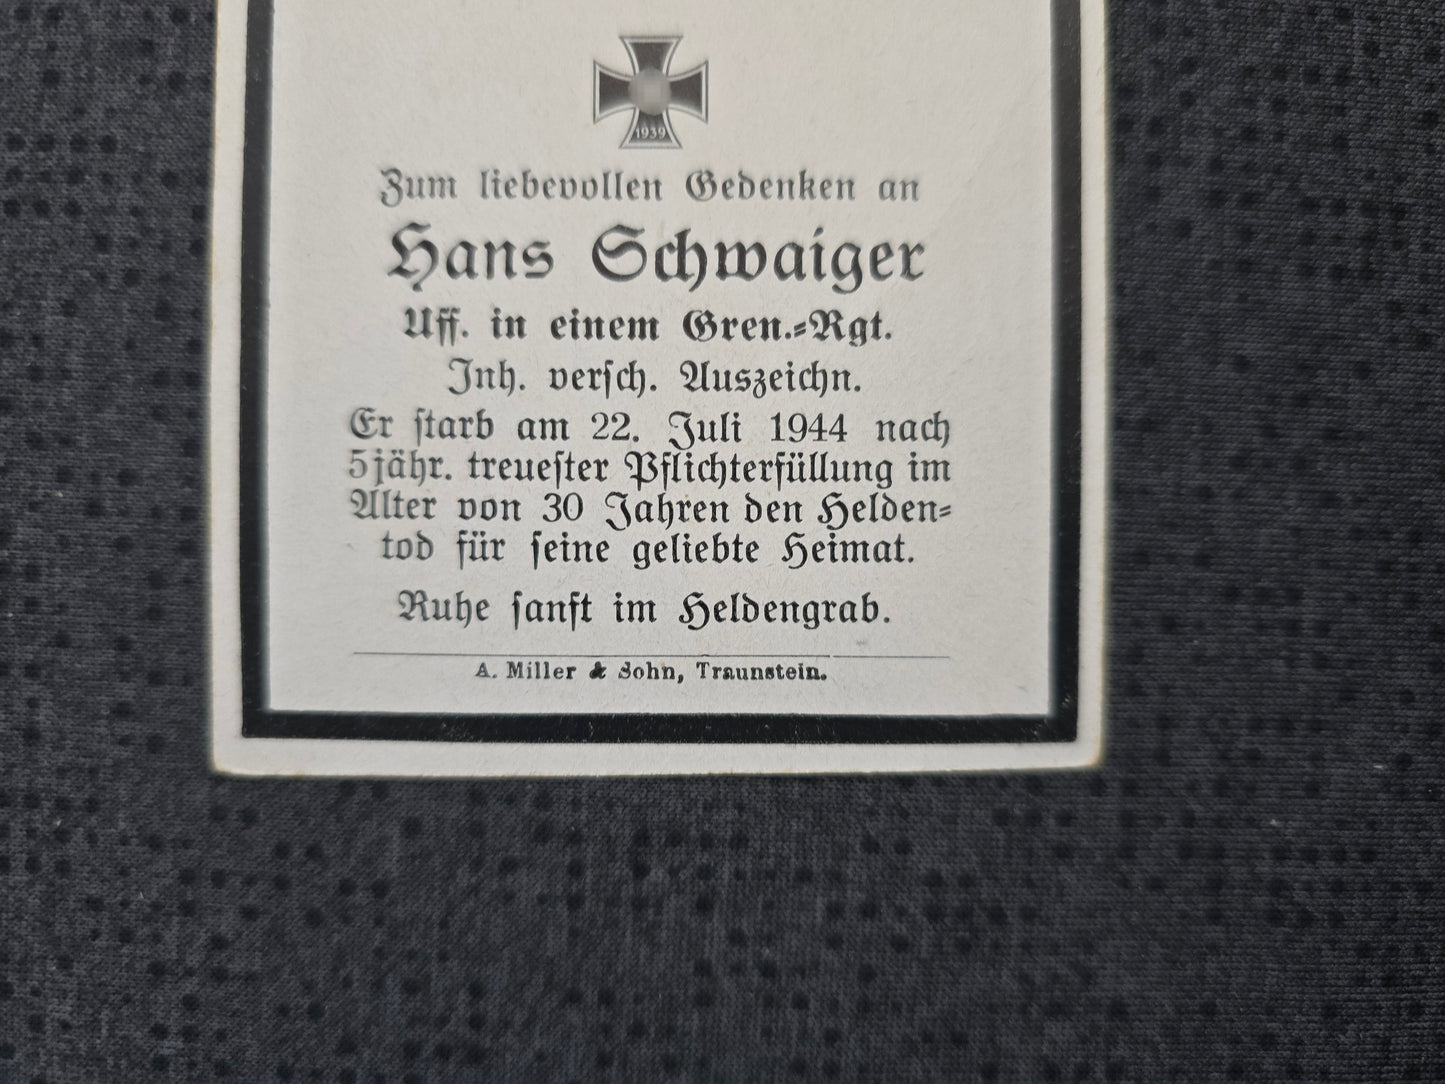 1939
Zum liebevollen Gedenken an
Hans Schwaiger
Uff. in einem Gren.=Rgt.
Inh. versch. Auszeichn.
Er starb am 22. Juli 1944 nach
5jähr. treuester Pflichterfüllung im
Alter von 30 Jahren den Helden=
tod für seine geliebte Heimat.
Ruhe sanft im Heldengrab.
A. Miller & Sohn, Traunstein.